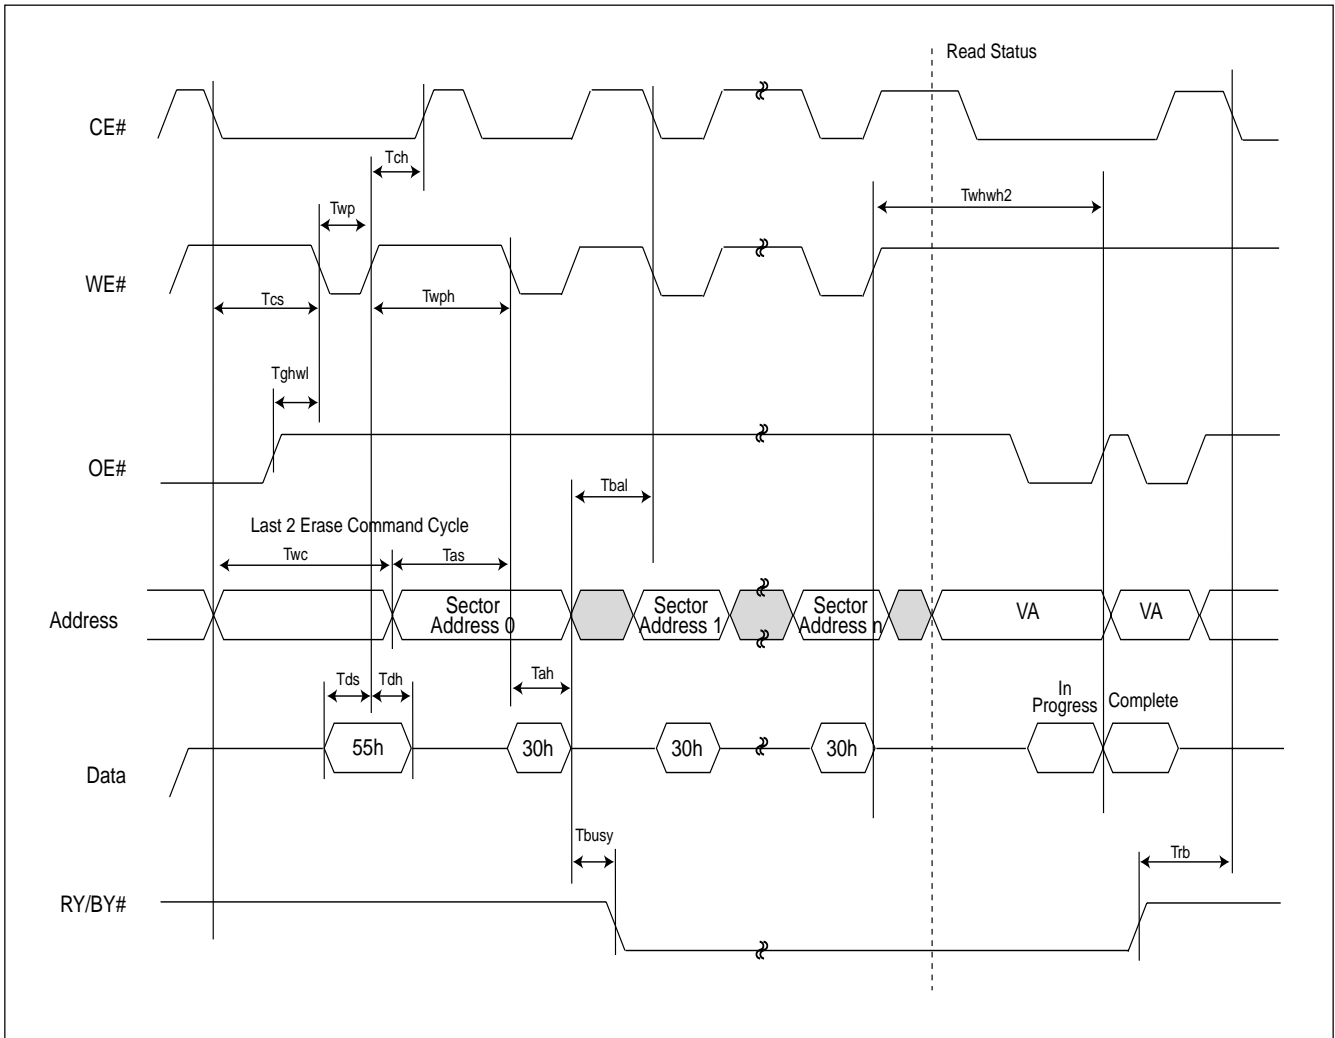 Read Status
CE#
Tch
Twhwh2
Twp
WE#
Tcs
Twph
Tghwl
OE#
Tbal
Last 2 Erase Command Cycle
Twc
Tas
Address
Sector
Address 0
Sector
Address 1
Sector
Address n
VA
VA
Tds
Tdh
Tah
In
Progress
Complete
55h
30h
30h
30h
Data
Tbusy
Trb
RY/BY#